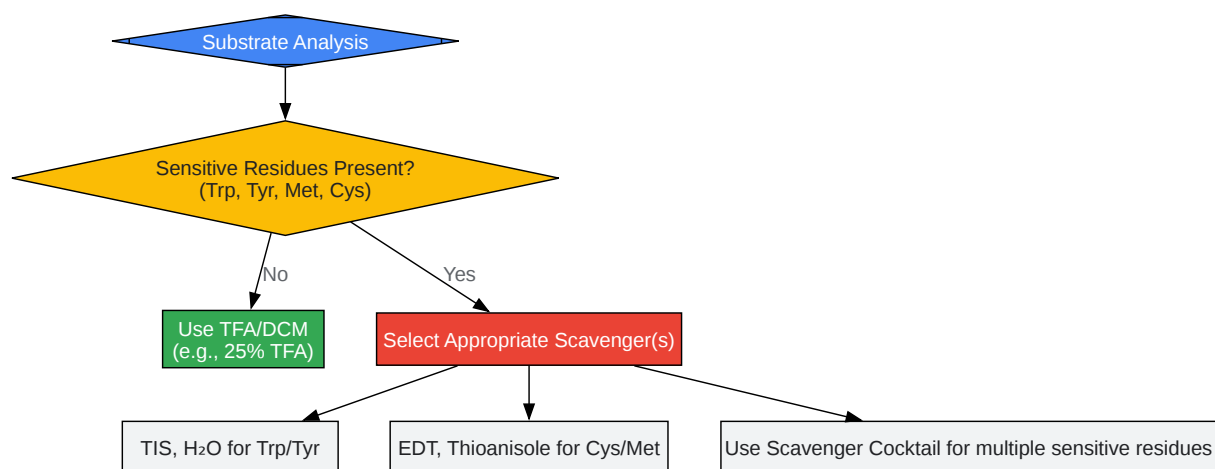 Substrate Analysis
Sensitive Residues Present?
(Trp, Tyr, Met, Cys)
No
Yes
Use TFA/DCM
(e.g., 25% TFA)
Select Appropriate Scavenger(s)
TIS, H₂O for Trp/Tyr
EDT, Thioanisole for Cys/Met
Use Scavenger Cocktail for multiple sensitive residues